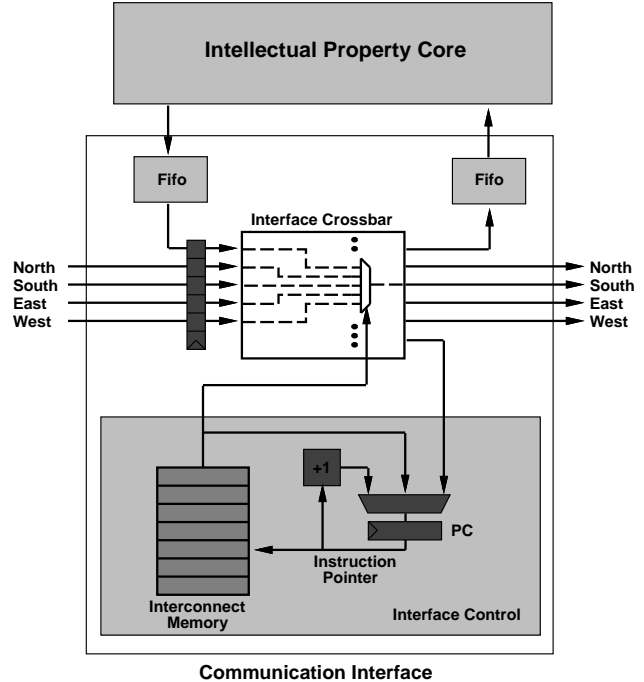 Intellectual Property Core
Fifo
Fifo
Interface Crossbar
North
South
East
West
North
South
East
West
+1
PC
Instruction
Pointer
Interconnect
Memory
Interface Control
Communication Interface